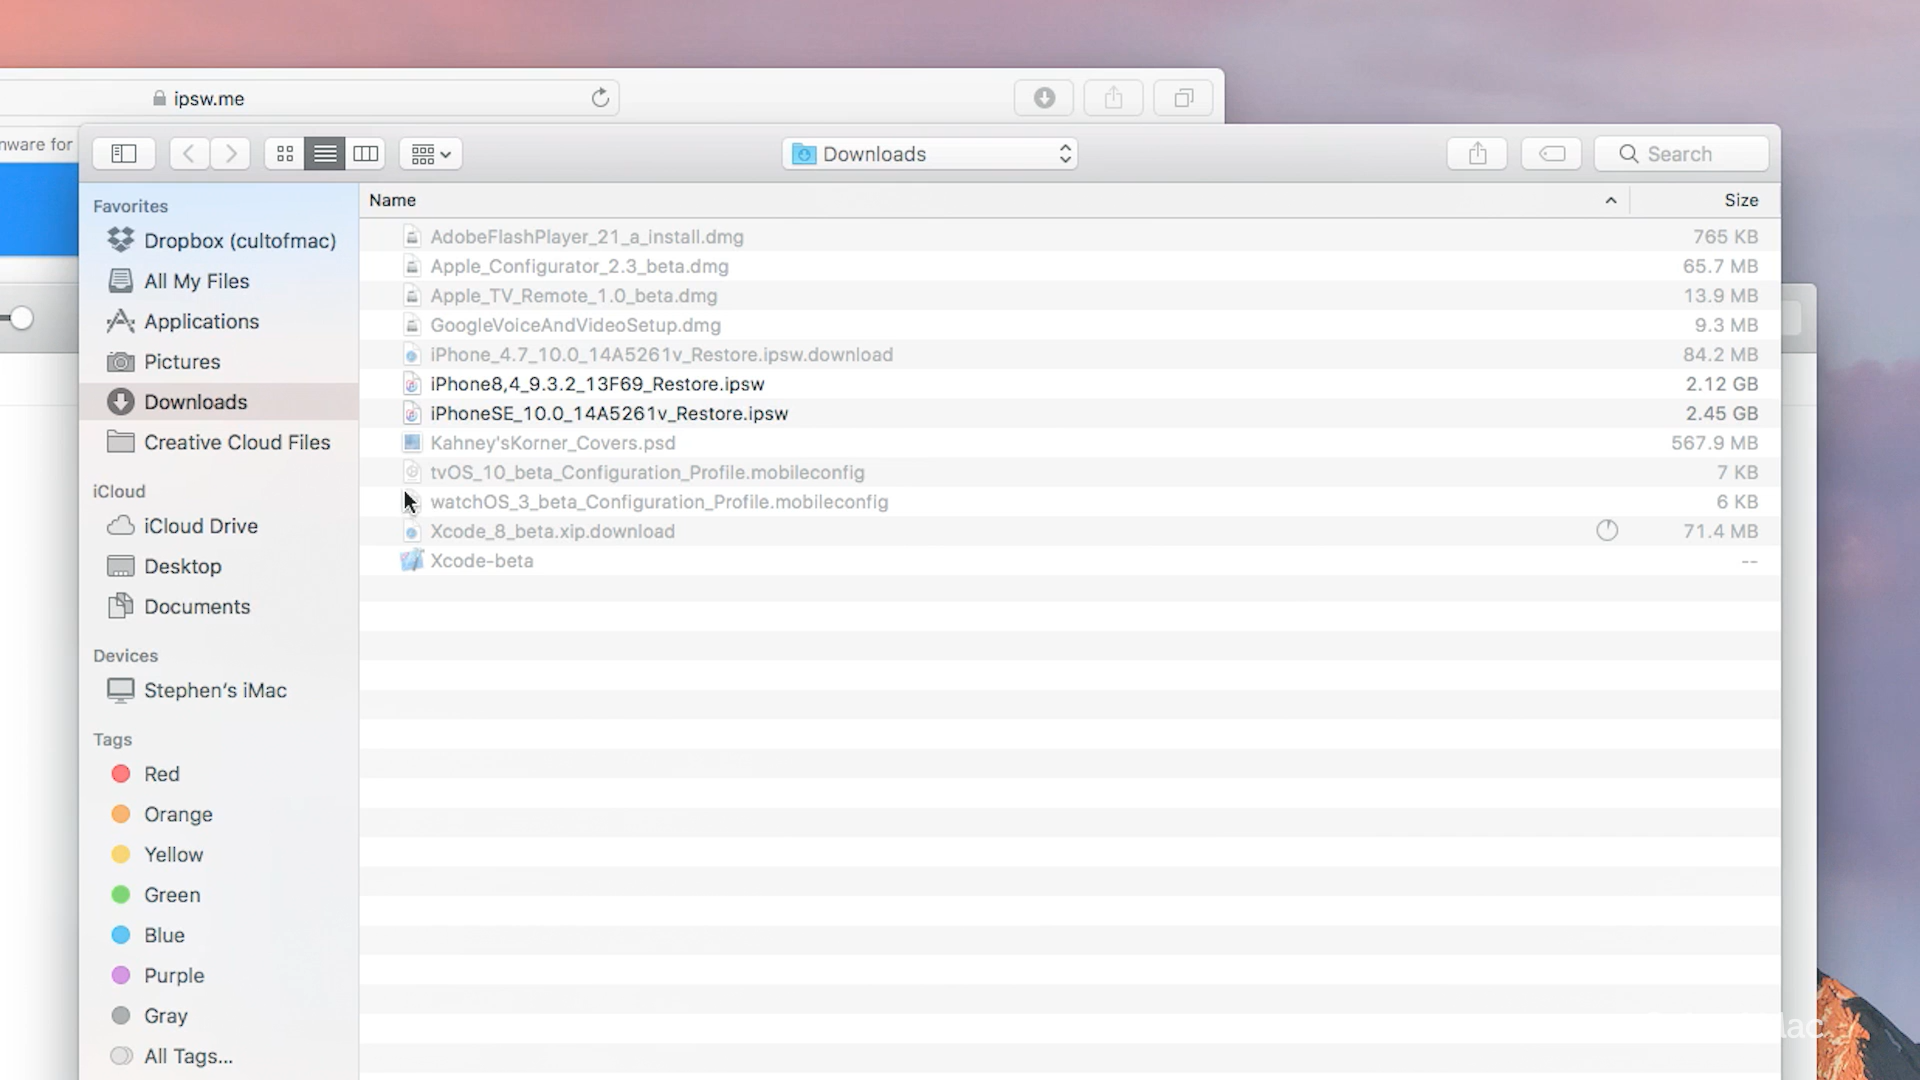 ipsw.me
nware for
Downloads
Search
Favorites
Dropbox (cultofmac)
All My Files
Applications
Pictures
Downloads
Creative Cloud Files
iCloud
iCloud Drive
Desktop
Documents
Devices
Stephen's iMac
Tags
Red
Orange
Yellow
Green
Blue
Purple
Gray
All Tags...
Name Size
AdobeFlashPlayer_21_a_install.dmg 765 KB
Apple_Configurator_2.3_beta.dmg 65.7 MB
Apple_TV_Remote_1.0_beta.dmg 13.9 MB
GoogleVoiceAndVideoSetup.dmg 9.3 MB
iPhone_4.7_10.0_14A5261v_Restore.ipsw.download 84.2 MB
iPhone8,4_9.3.2_13F69_Restore.ipsw 2.12 GB
iPhoneSE_10.0_14A5261v_Restore.ipsw 2.45 GB
Kahney'sKorner_Covers.psd 567.9 MB
tvOS_10_beta_Configuration_Profile.mobileconfig 7 KB
watchOS_3_beta_Configuration_Profile.mobileconfig 6 KB
Xcode_8_beta.xip.download 71.4 MB
Xcode-beta --